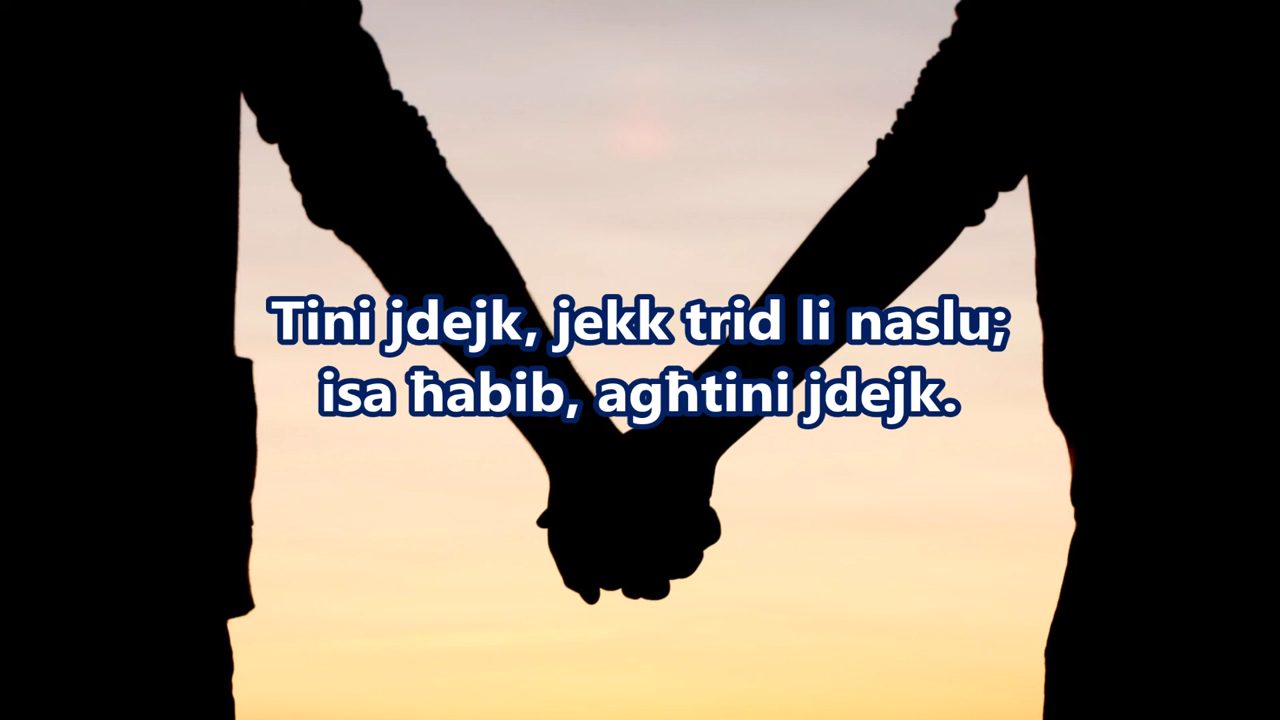 Tini jdejk, jekk trid li naslu;
isa ħabib, agħtini jdejk.